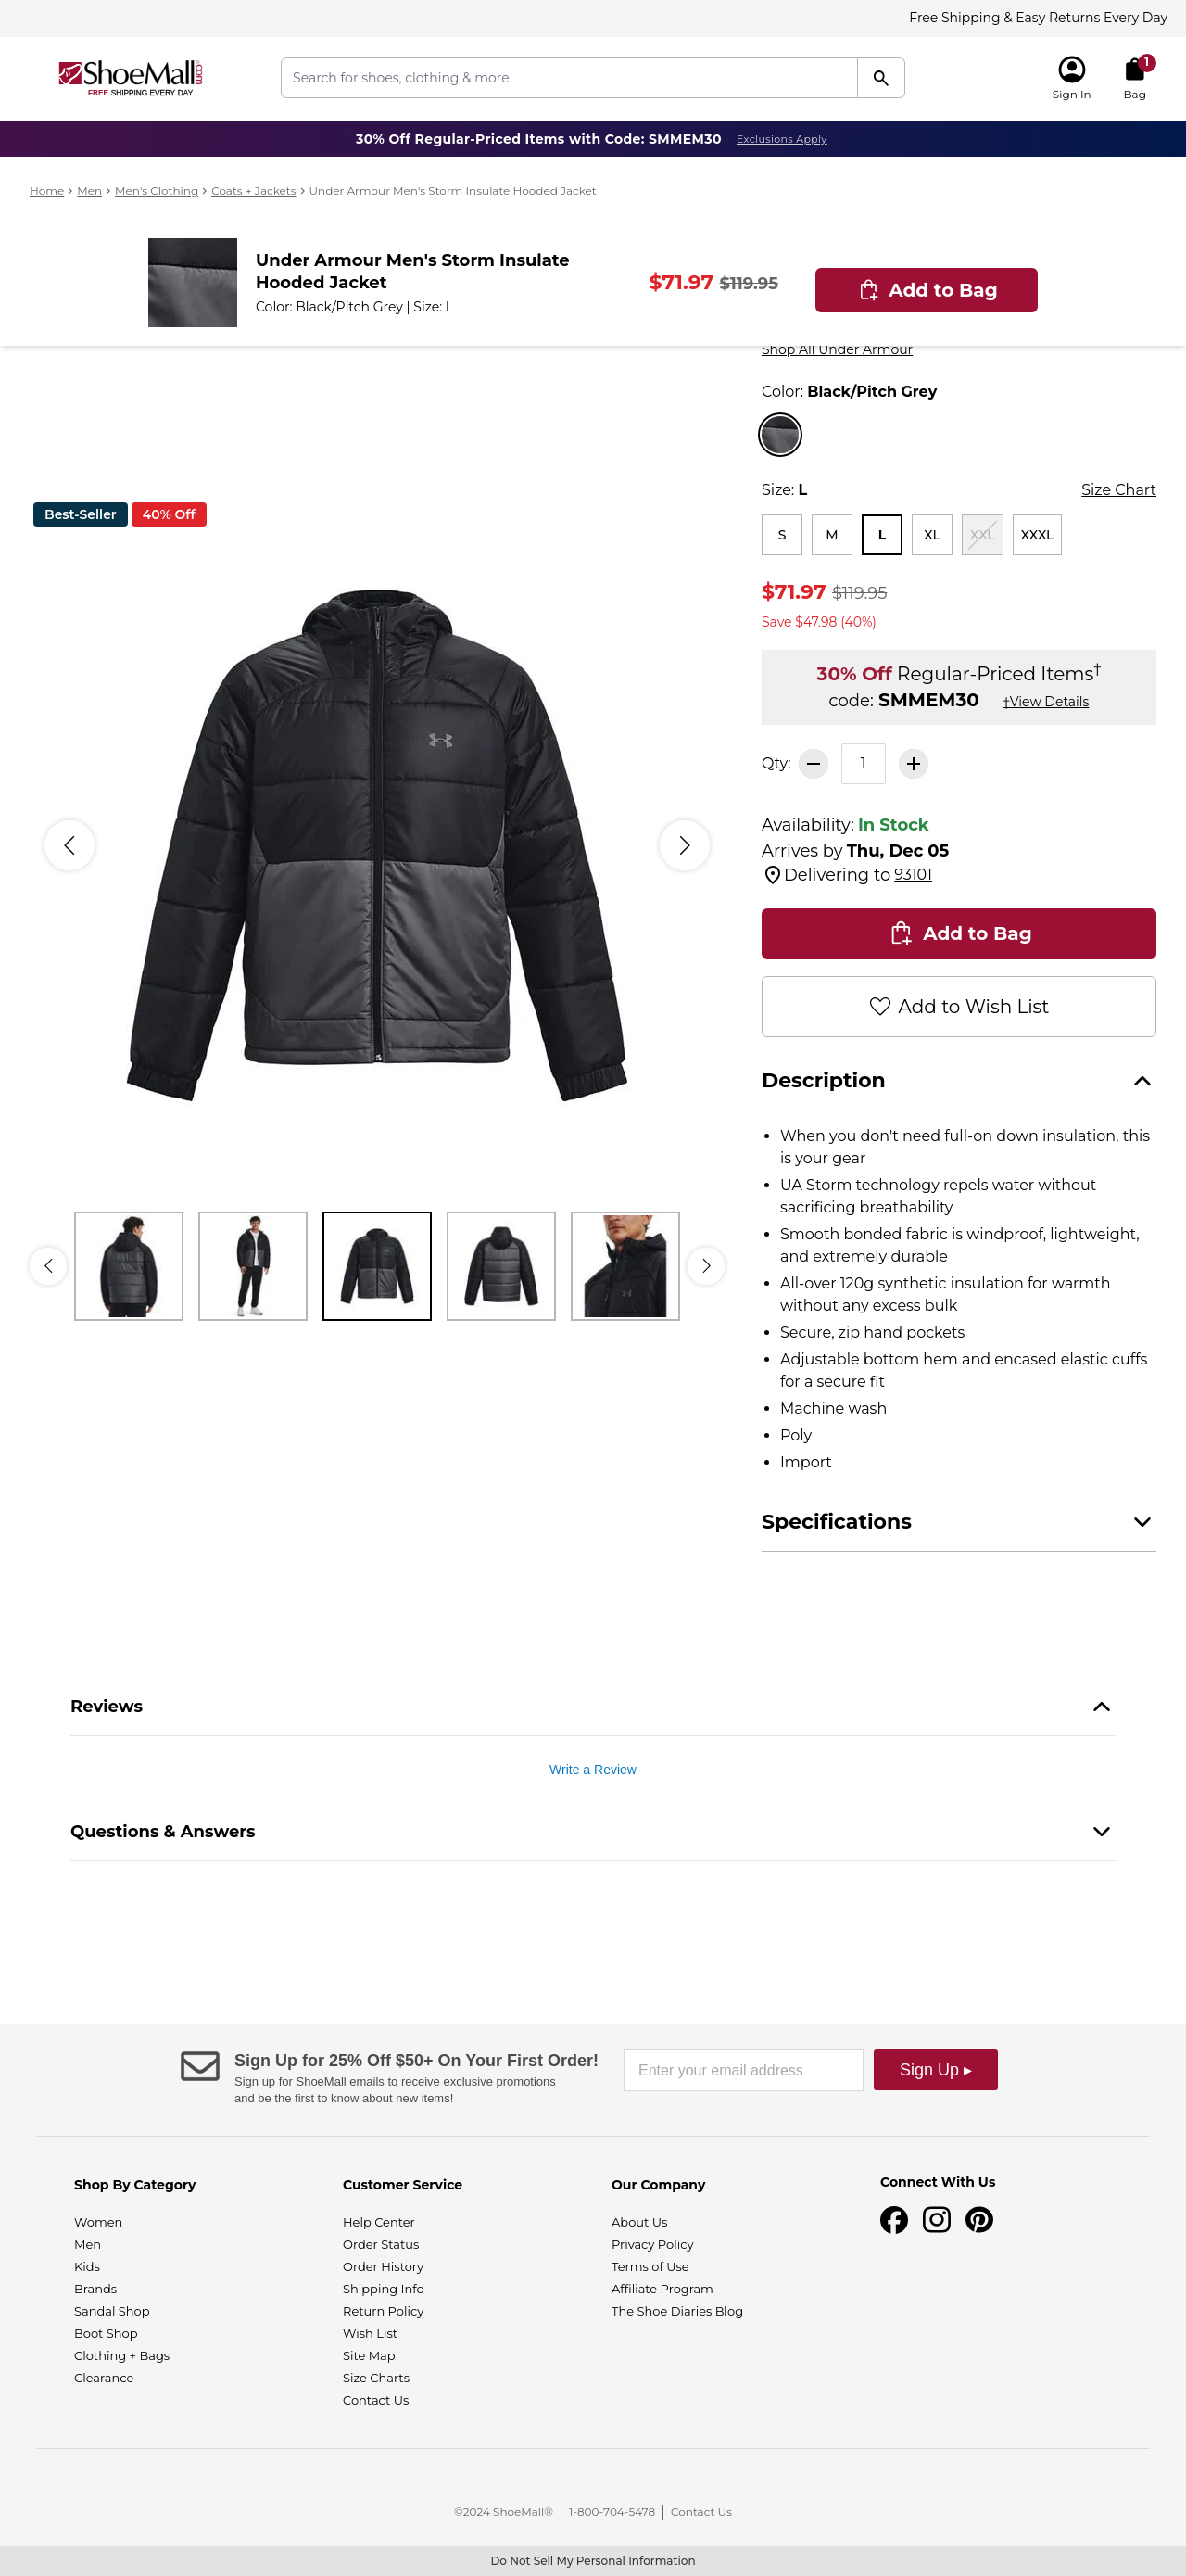 Free Shipping & Easy Returns Every Day
ShoeMall.com
FREE SHIPPING EVERY DAY
Search for shoes, clothing & more
Sign In
1
Bag
30% Off Regular-Priced Items with Code: SMMEM30 Exclusions Apply
Home > Men > Men's Clothing > Coats + Jackets > Under Armour Men's Storm Insulate Hooded Jacket
Under Armour Men's Storm Insulate
Hooded Jacket
Color: Black/Pitch Grey | Size: L
$71.97 $119.95
Add to Bag
Shop All Under Armour
Color: Black/Pitch Grey
Size: L
Size Chart
Best-Seller
40% Off
S M L XL XXL XXXL
$71.97 $119.95
Save $47.98 (40%)
30% Off Regular-Priced Items†
code: SMMEM30 †View Details
Qty: 1
Availability: In Stock
Arrives by Thu, Dec 05
Delivering to 93101
Add to Bag
Add to Wish List
Description
• When you don't need full-on down insulation, this
is your gear
• UA Storm technology repels water without
sacrificing breathability
• Smooth bonded fabric is windproof, lightweight,
and extremely durable
• All-over 120g synthetic insulation for warmth
without any excess bulk
• Secure, zip hand pockets
• Adjustable bottom hem and encased elastic cuffs
for a secure fit
• Machine wash
• Poly
• Import
Specifications
Reviews
Write a Review
Questions & Answers
Sign Up for 25% Off $50+ On Your First Order!
Sign up for ShoeMall emails to receive exclusive promotions
and be the first to know about new items!
Enter your email address
Sign Up ▸
Shop By Category
Women
Men
Kids
Brands
Sandal Shop
Boot Shop
Clothing + Bags
Clearance
Customer Service
Help Center
Order Status
Order History
Shipping Info
Return Policy
Wish List
Site Map
Size Charts
Contact Us
Our Company
About Us
Privacy Policy
Terms of Use
Affiliate Program
The Shoe Diaries Blog
Connect With Us
©2024 ShoeMall® | 1-800-704-5478 | Contact Us
Do Not Sell My Personal Information